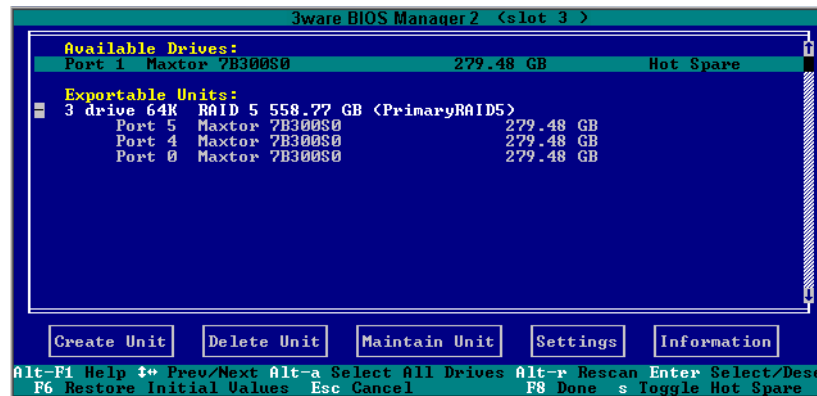 3ware BIOS Manager 2 (slot 3 )
Available Drives:
Port 1 Maxtor 7B300S0 279.48 GB Hot Spare
Exportable Units:
3 drive 64K RAID 5 558.77 GB (PrimaryRAID5)
Port 5 Maxtor 7B300S0 279.48 GB
Port 4 Maxtor 7B300S0 279.48 GB
Port 0 Maxtor 7B300S0 279.48 GB
Create Unit Delete Unit Maintain Unit Settings Information
Alt-F1 Help ↕↔ Prev/Next Alt-a Select All Drives Alt-r Rescan Enter Select/Dese
F6 Restore Initial Values Esc Cancel F8 Done s Toggle Hot Spare